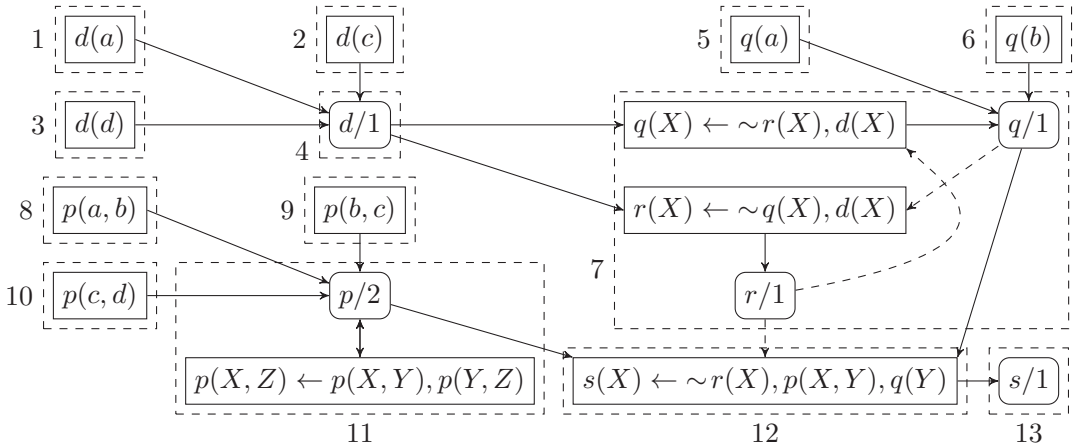 1 d(a) 2 d(c) 5 q(a) 6 q(b)
3 d(d) d/1 q(X) ← ∼r(X), d(X) q/1
4
8 p(a, b) 9 p(b, c) r(X) ← ∼q(X), d(X)
7
10 p(c, d) p/2 r/1
p(X, Z) ← p(X, Y), p(Y, Z) s(X) ← ∼r(X), p(X, Y), q(Y) s/1
11 12 13